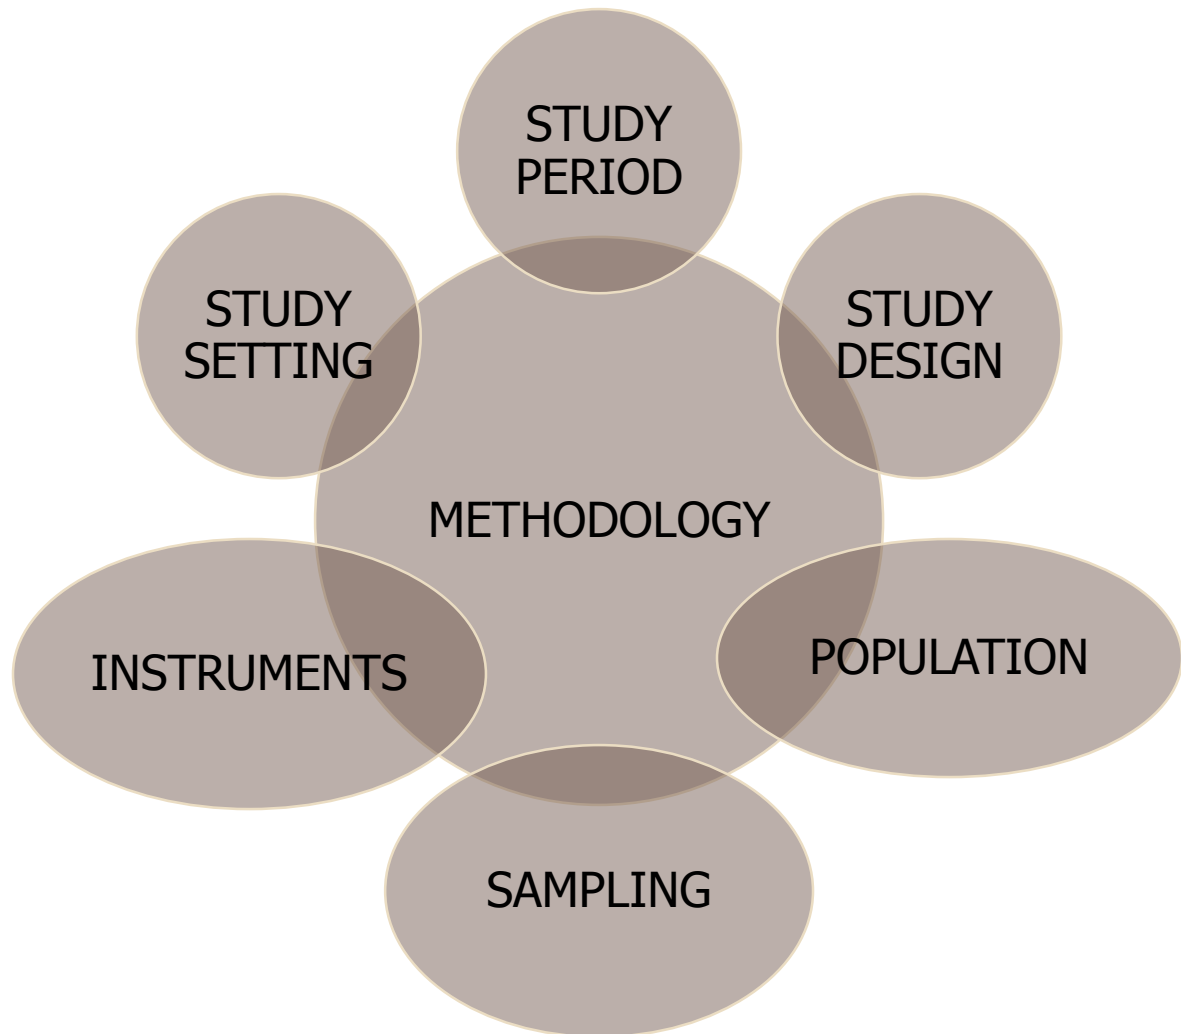 STUDY
PERIOD
STUDY
SETTING
STUDY
DESIGN
METHODOLOGY
INSTRUMENTS
POPULATION
SAMPLING